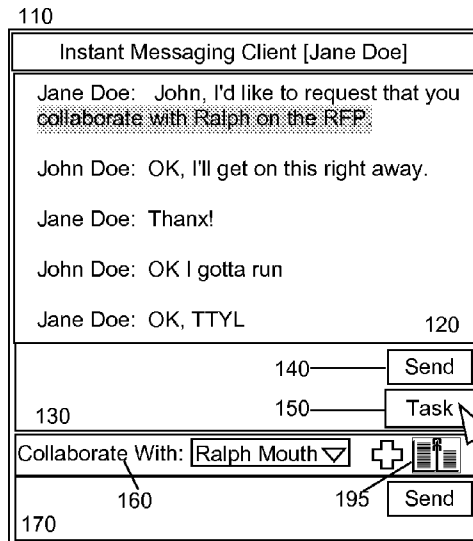 110
Instant Messaging Client [Jane Doe]
Jane Doe: John, I'd like to request that you
collaborate with Ralph on the RFP.
John Doe: OK, I'll get on this right away.
Jane Doe: Thanx!
John Doe: OK I gotta run
Jane Doe: OK, TTYL
120
140 Send
150 Task
130
Collaborate With: Ralph Mouth
160 195 Send
170